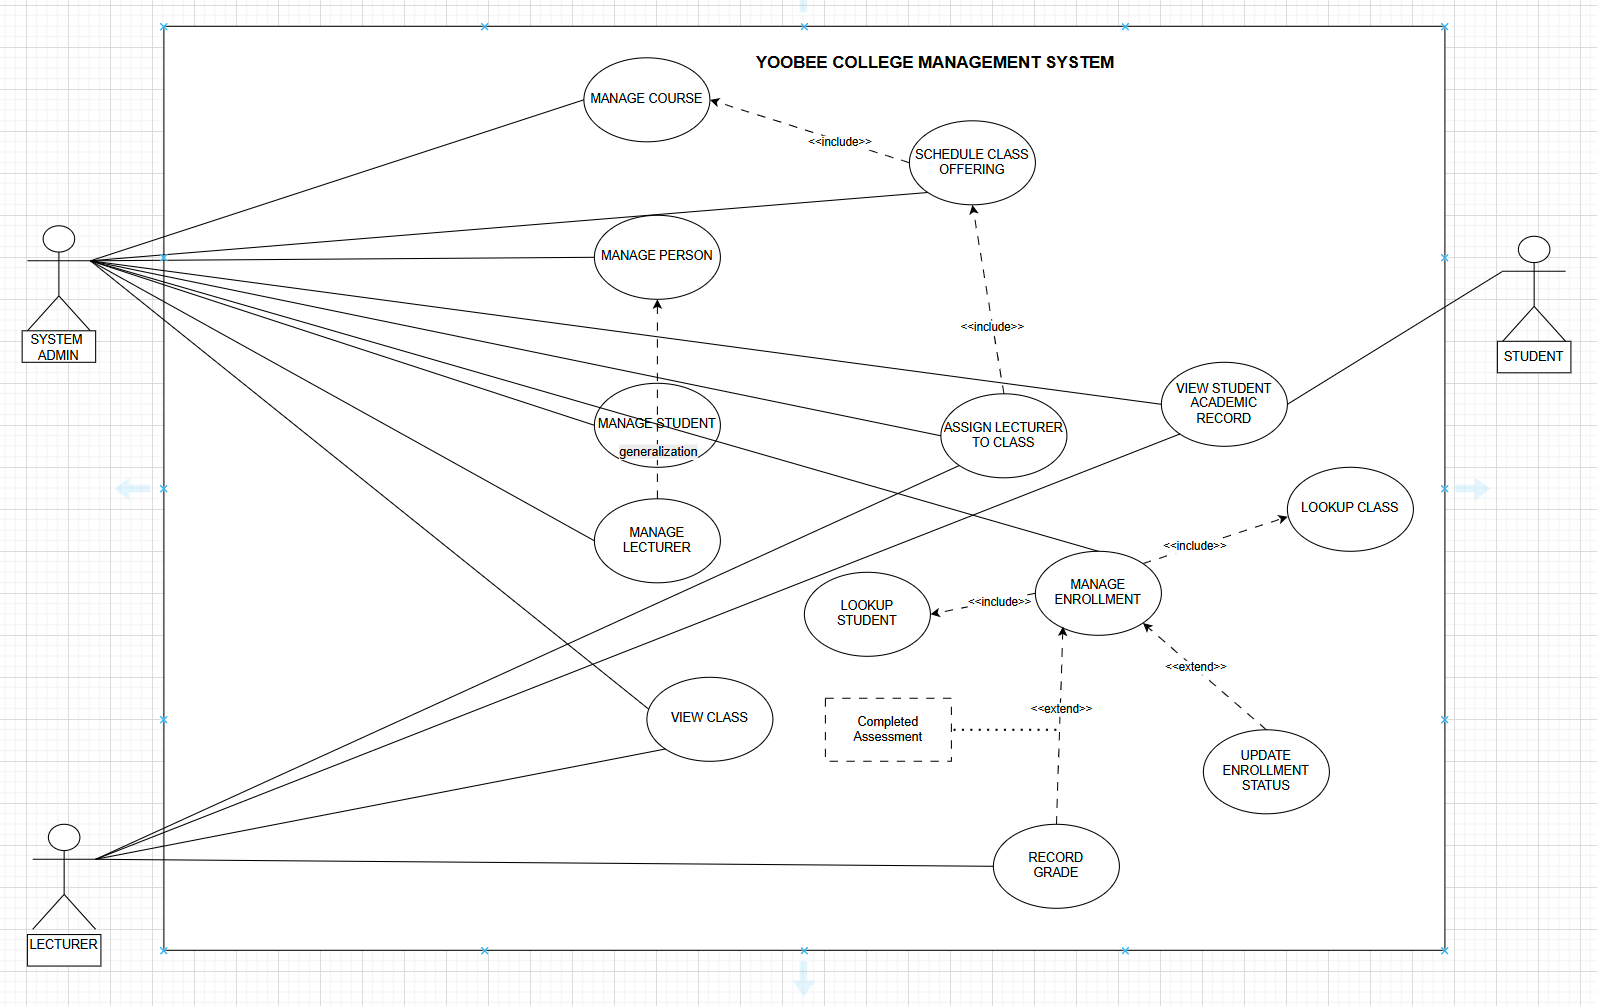 YOOBEE COLLEGE MANAGEMENT SYSTEM
MANAGE COURSE
<<include>>
SCHEDULE CLASS
OFFERING
MANAGE PERSON
SYSTEM
ADMIN
<<include>>
STUDENT
VIEW STUDENT
ACADEMIC
RECORD
MANAGE STUDENT
generalization
ASSIGN LECTURER
TO CLASS
LOOKUP CLASS
MANAGE
LECTURER
<<include>>
MANAGE
ENROLLMENT
<<include>>
LOOKUP
STUDENT
<<extend>>
VIEW CLASS
<<extend>>
Completed
Assessment
UPDATE
ENROLLMENT
STATUS
RECORD
GRADE
LECTURER